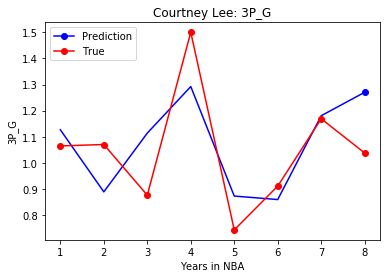 Courtney Lee: 3P_G
Prediction
True
1.5
1.4
1.3
1.2
1.1
1.0
0.9
0.8
3P_G
1 2 3 4 5 6 7 8
Years in NBA